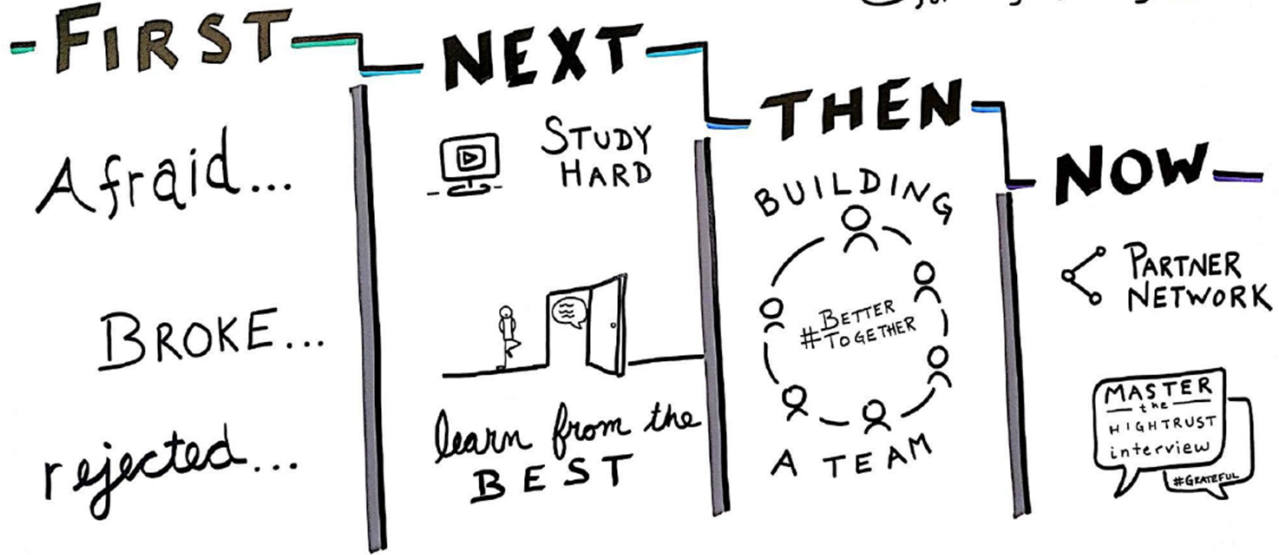 FIRST
Afraid...
BROKE...
rejected...
NEXT
STUDY
HARD
learn from the
BEST
THEN
BUILDING
#BETTER
TOGETHER
A TEAM
NOW
PARTNER
NETWORK
MASTER
the
HIGHTRUST
interview
#GRATEFUL